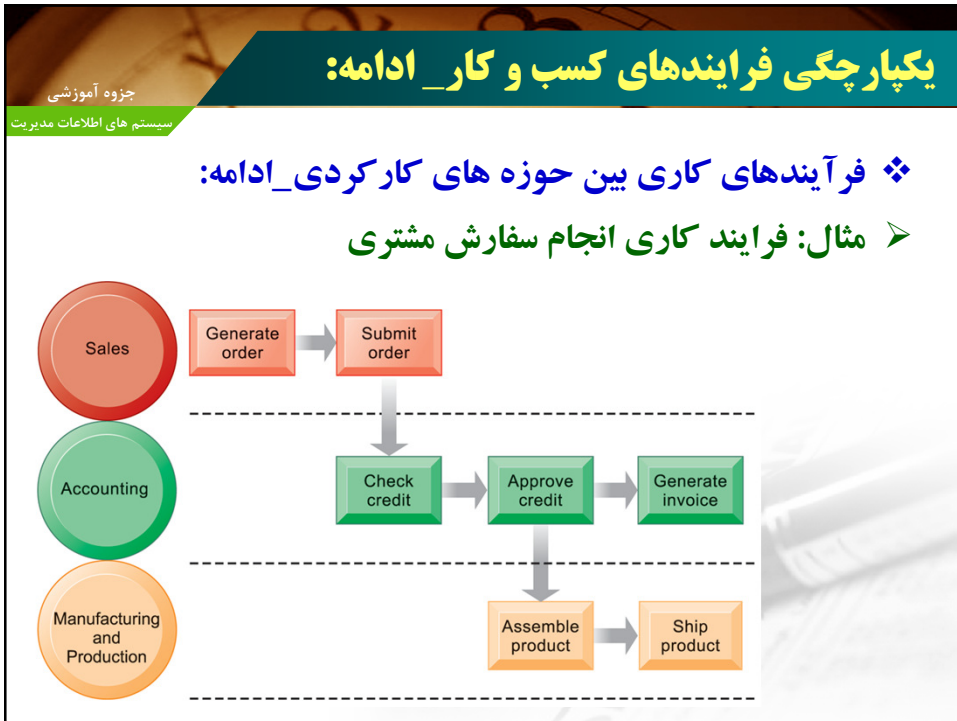 یکپارچگی فرایندهای کسب و کار_ ادامه:
جزوه آموزشی
سیستم های اطلاعات مدیریت
❖ فرآیندهای کاری بین حوزه های کارکردی_ادامه:
➢ مثال: فرایند کاری انجام سفارش مشتری
Sales
Generate
order
Submit
order
Accounting
Check
credit
Approve
credit
Generate
invoice
Manufacturing
and
Production
Assemble
product
Ship
product